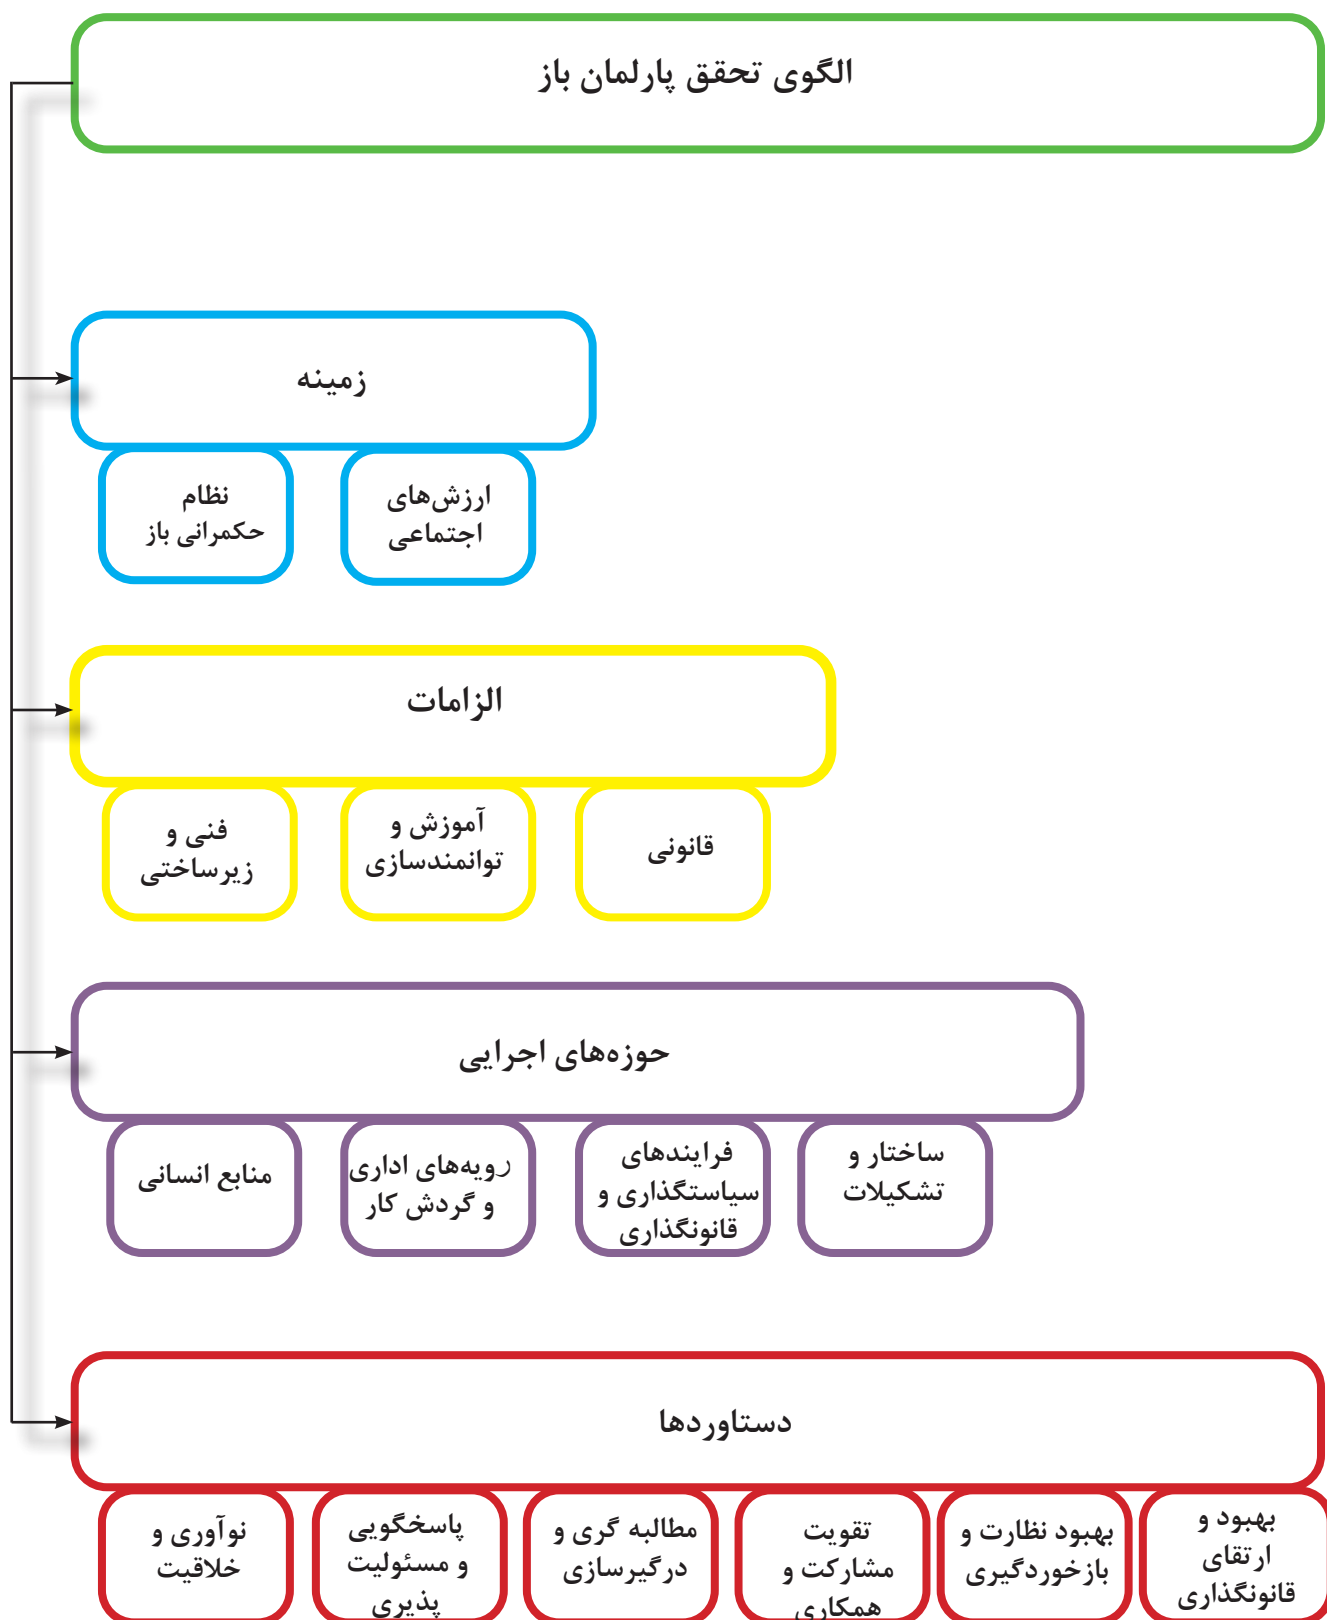 الگوی تحقق پارلمان باز
زمینه
ارزش‌های
اجتماعی
نظام
حکمرانی باز
الزامات
قانونی
آموزش و
توانمندسازی
فنی و
زیرساختی
حوزه‌های اجرایی
ساختار و
تشکیلات
فرایندهای
سیاستگذاری و
قانونگذاری
رویه‌های اداری
و گردش کار
منابع انسانی
دستاوردها
بهبود و
ارتقای
قانونگذاری
بهبود نظارت و
بازخوردگیری
تقویت
مشارکت و
همکاری
مطالبه گری و
درگیرسازی
پاسخگویی
و مسئولیت
پذیری
نوآوری و
خلاقیت